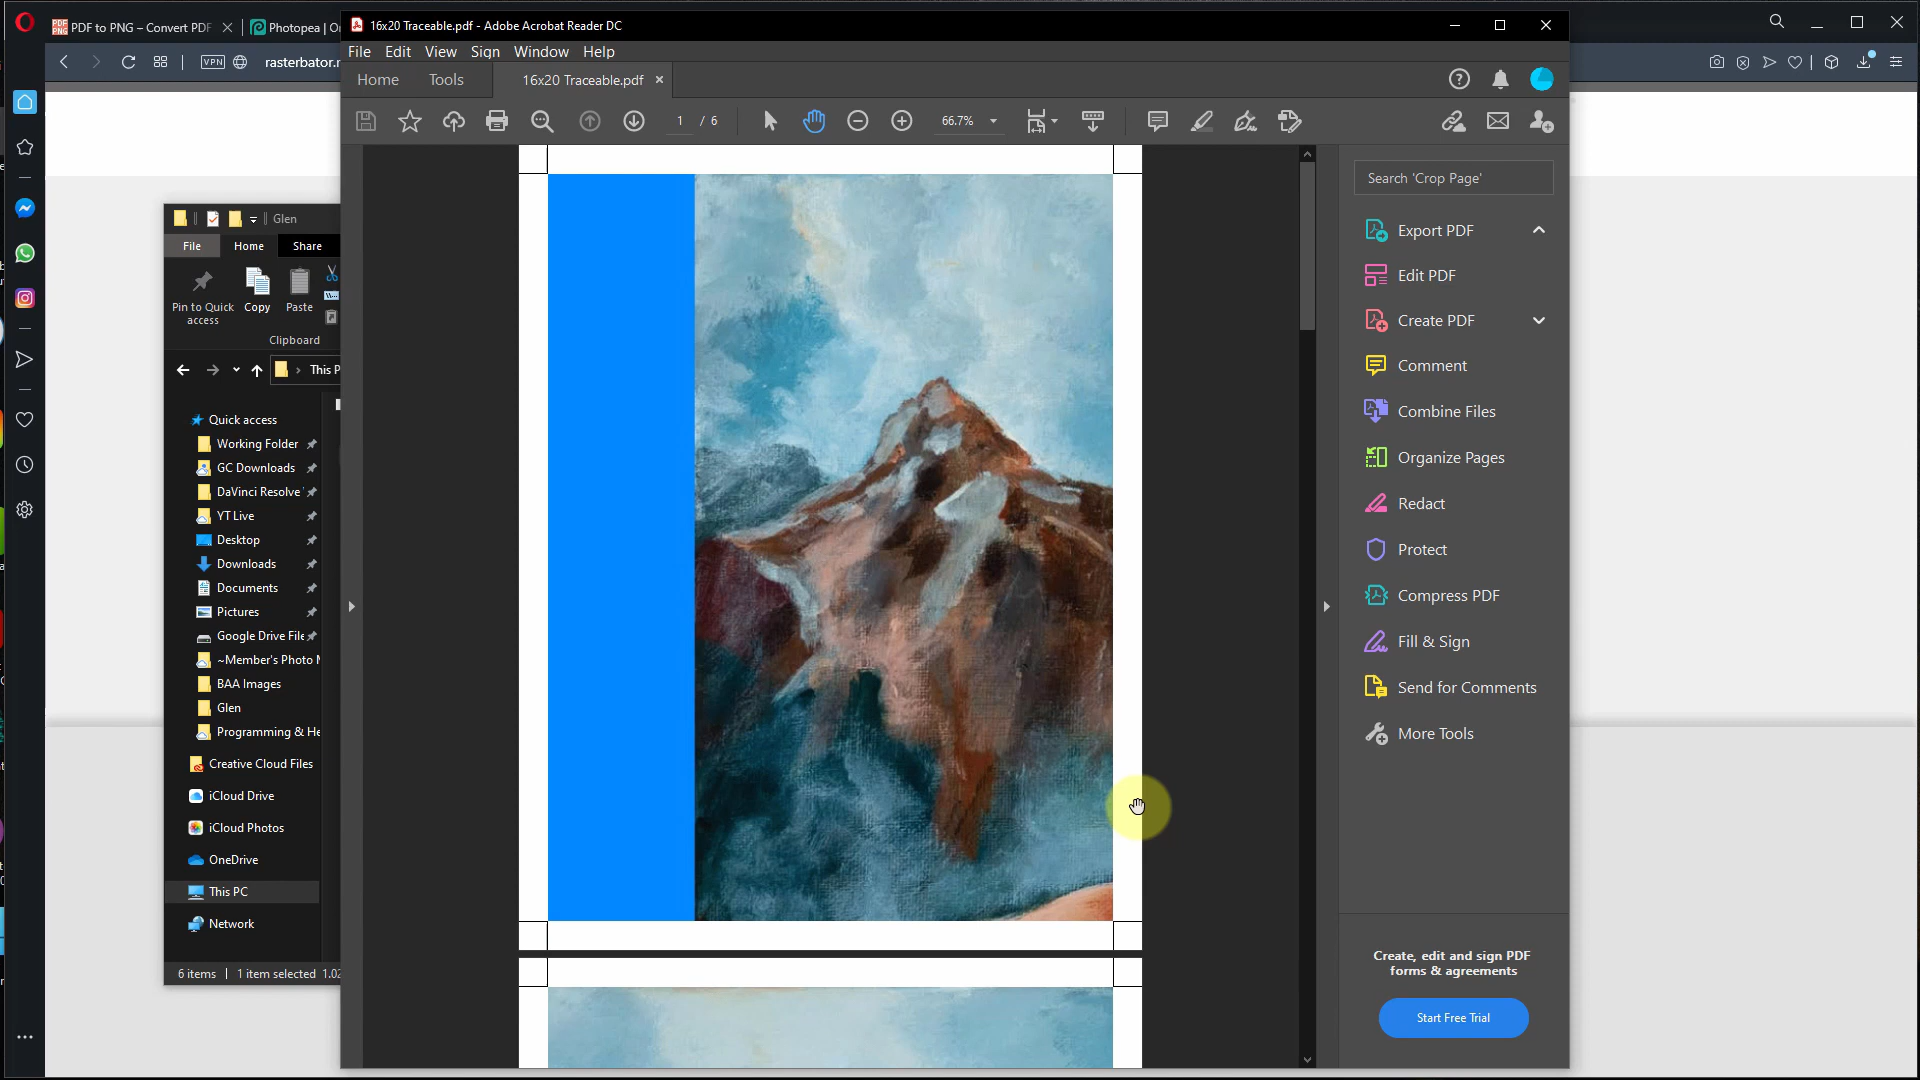 PDF to PNG – Convert PDF
Photopea | O
16x20 Traceable.pdf - Adobe Acrobat Reader DC
VPN
rasterbator.
File Edit View Sign Window Help
Home Tools 16x20 Traceable.pdf
1 / 6
66.7%
Glen
File Home Share
Pin to Quick access
Copy
Paste
Clipboard
This P
Quick access
Working Folder
GC Downloads
DaVinci Resolve
YT Live
Desktop
Downloads
Documents
Pictures
Google Drive File
~Member's Photo M
BAA Images
Glen
Programming & He
Creative Cloud Files
iCloud Drive
iCloud Photos
OneDrive
This PC
Network
6 items 1 item selected 1.02
Search 'Crop Page'
Export PDF
Edit PDF
Create PDF
Comment
Combine Files
Organize Pages
Redact
Protect
Compress PDF
Fill & Sign
Send for Comments
More Tools
Create, edit and sign PDF
forms & agreements
Start Free Trial